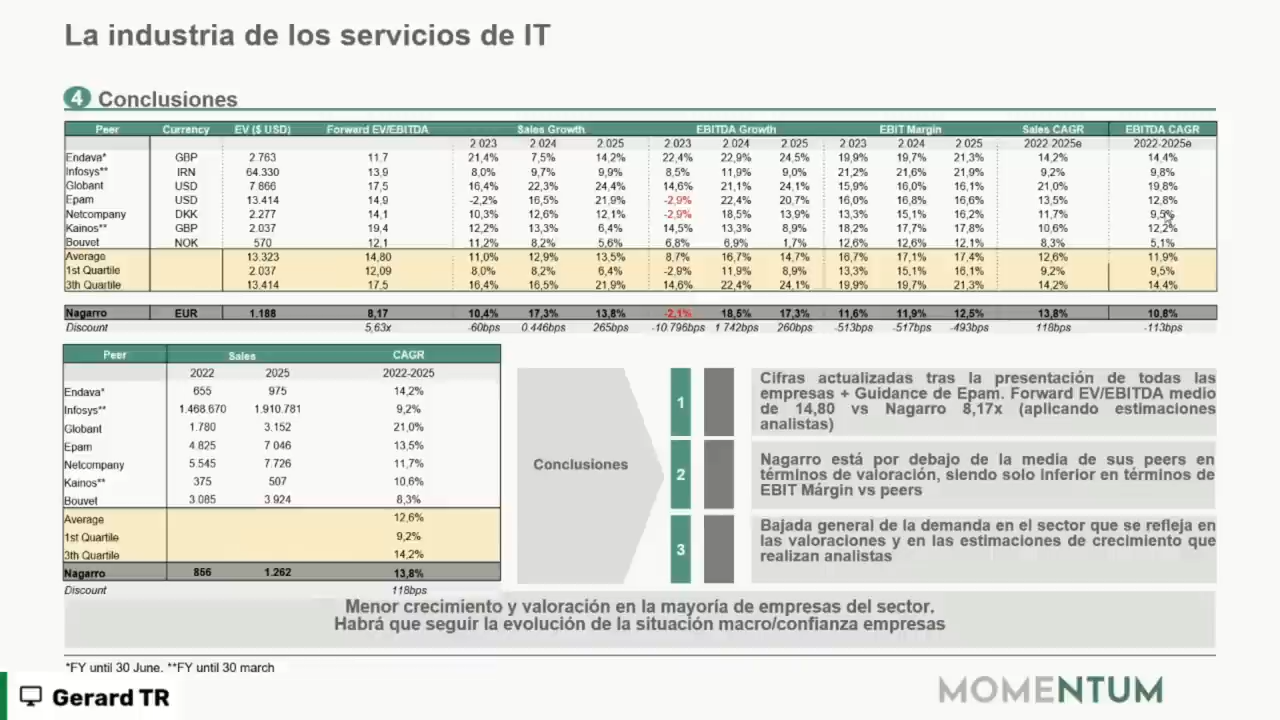 La industria de los servicios de IT
4 Conclusiones
Peer Currency EV ($ USD) Forward EV/EBITDA Sales Growth EBITDA Growth EBIT Margin Sales CAGR EBITDA CAGR
2.023 2.024 2.025 2.023 2.024 2.025 2.023 2.024 2.025 2022-2025e 2022-2025e
Endava* GBP 2.763 11,7 21,4% 7,5% 14,2% 22,4% 22,9% 24,5% 19,9% 19,7% 21,3% 14,2% 14,4%
Infosys** IRN 64.330 13,9 8,0% 9,7% 9,9% 8,5% 11,9% 9,0% 21,2% 21,6% 21,9% 9,2% 9,8%
Globant USD 7.866 17,5 16,4% 22,3% 24,4% 14,6% 21,1% 24,1% 15,9% 16,0% 16,1% 21,0% 19,8%
Epam USD 13.414 14,9 -2,2% 16,5% 21,9% -2,9% 22,4% 20,7% 16,0% 16,8% 16,6% 13,5% 12,8%
Netcompany DKK 2.277 14,1 10,3% 12,6% 12,1% -2,9% 18,5% 13,9% 13,3% 15,1% 16,2% 11,7% 9,5%
Kainos** GBP 2.037 19,4 12,2% 13,3% 6,4% 14,5% 13,3% 8,9% 18,2% 17,7% 17,8% 10,6% 12,2%
Bouvet NOK 570 12,1 11,2% 8,2% 5,6% 6,8% 6,9% 1,7% 12,6% 12,6% 12,1% 8,3% 5,1%
Average 13.323 14,80 11,0% 12,9% 13,5% 8,7% 16,7% 14,7% 16,7% 17,1% 17,4% 12,6% 11,9%
1st Quartile 2.037 12,09 8,0% 8,2% 6,4% -2,9% 11,9% 8,9% 13,3% 15,1% 16,1% 9,2% 9,5%
3th Quartile 13.414 17,5 16,4% 16,5% 21,9% 14,6% 22,4% 24,1% 19,9% 19,7% 21,3% 14,2% 14,4%
Nagarro EUR 1.188 8,17 10,4% 17,3% 13,8% -2,1% 18,5% 17,3% 11,6% 11,9% 12,5% 13,8% 10,8%
Discount 5,63x -60bps 0.446bps 265bps -10.796bps 1 742bps 260bps -513bps -517bps -493bps 118bps -113bps
Peer Sales CAGR
2022 2025 2022-2025
Endava* 655 975 14,2%
Infosys** 1.468.670 1.910.781 9,2%
Globant 1.780 3.152 21,0%
Epam 4.825 7 046 13,5%
Netcompany 5.545 7.726 11,7%
Kainos** 375 507 10,6%
Bouvet 3.085 3.924 8,3%
Average 12,6%
1st Quartile 9,2%
3th Quartile 14,2%
Nagarro 856 1.262 13,8%
Discount 118bps
Conclusiones
1
Cifras actualizadas tras la presentación de todas las
empresas + Guidance de Epam. Forward EV/EBITDA medio
de 14,80 vs Nagarro 8,17x (aplicando estimaciones
analistas)
2
Nagarro está por debajo de la media de sus peers en
términos de valoración, siendo solo inferior en términos de
EBIT Márgin vs peers
3
Bajada general de la demanda en el sector que se refleja en
las valoraciones y en las estimaciones de crecimiento que
realizan analistas
Menor crecimiento y valoración en la mayoría de empresas del sector.
Habrá que seguir la evolución de la situación macro/confianza empresas
*FY until 30 June, **FY until 30 march
Gerard TR
MOMENTUM